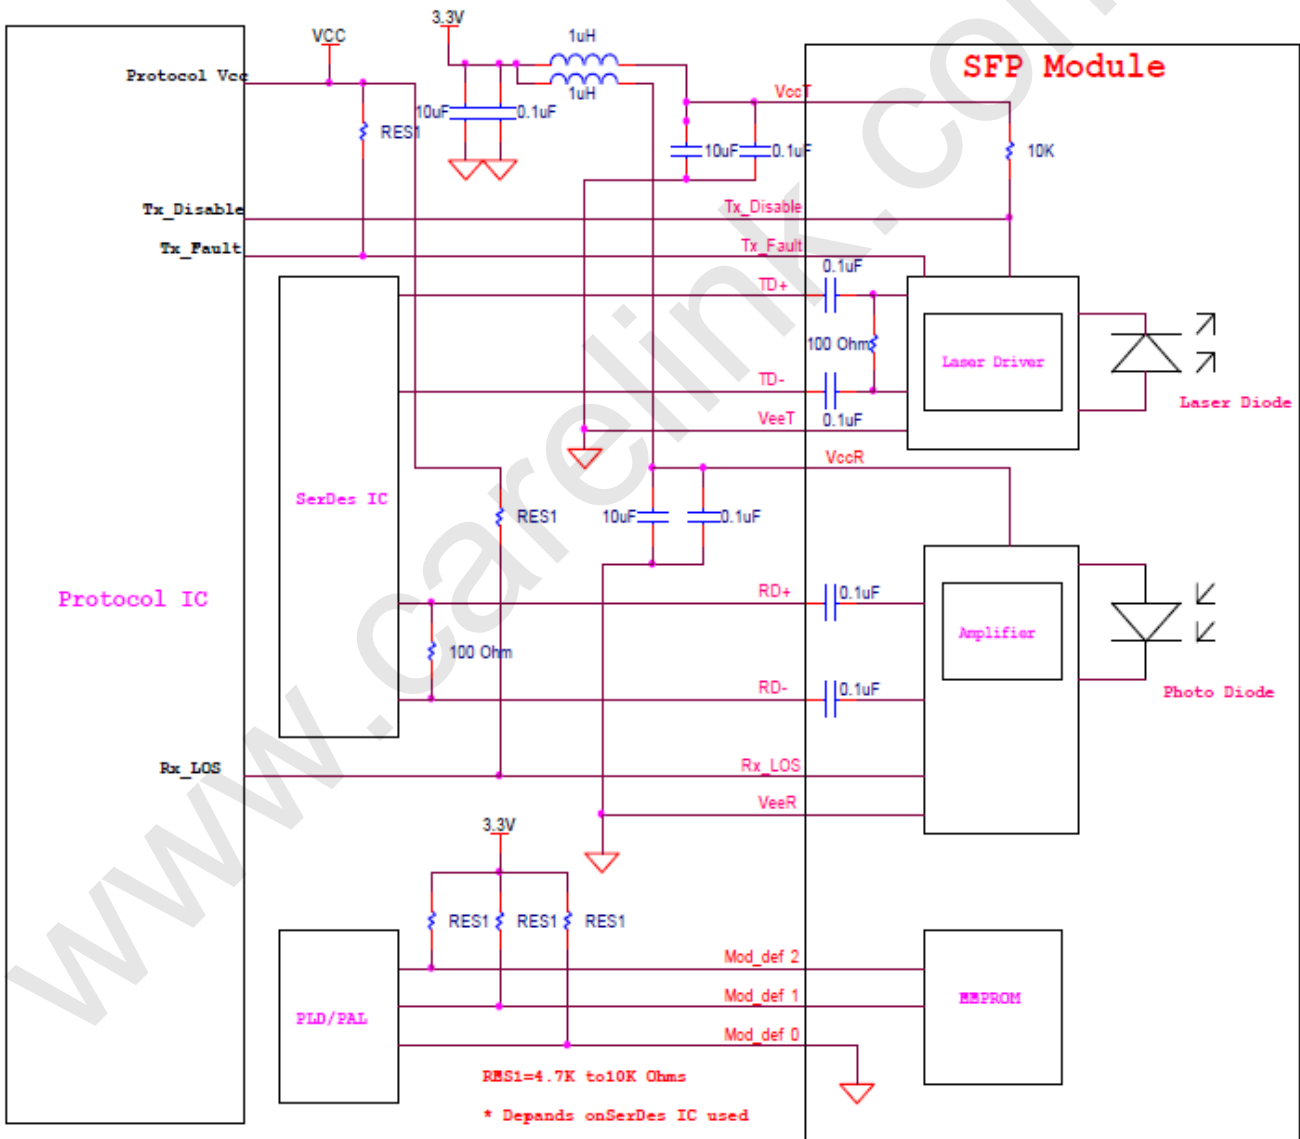 3.3V
VCC
1uH
SFP Module
Protocol Vcc
VccT
1uH
10uF
0.1uF
RES1
10uF
0.1uF
10K
Tx_Disable
Tx_Disable
Tx_Fault
Tx_Fault
0.1uF
TD+
100 Ohm
Laser Driver
TD-
Laser Diode
VeeT
0.1uF
VccR
SerDes IC
RES1
10uF
0.1uF
Protocol IC
RD+
0.1uF
Amplifier
100 Ohm
RD-
0.1uF
Photo Diode
Rx_LOS
Rx_LOS
VeeR
3.3V
RES1
RES1
RES1
Mod_def 2
Mod_def 1
EEPROM
PLD/PAL
Mod_def 0
RES1=4.7K to10K Ohms
* Depands onSerDes IC used
www.carelink.com